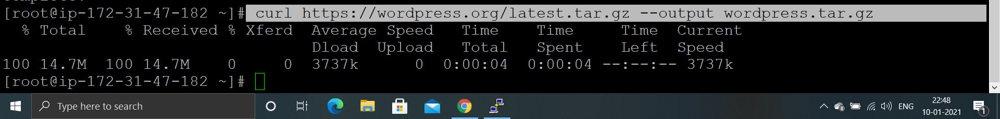 [root@ip-172-31-47-182 ~]# curl https://wordpress.org/latest.tar.gz --output wordpress.tar.gz
  % Total    % Received % Xferd  Average Speed   Time    Time     Time  Current
                                 Dload  Upload   Total   Spent    Left  Speed
100 14.7M  100 14.7M    0     0  3737k      0  0:00:04  0:00:04 --:--:-- 3737k
[root@ip-172-31-47-182 ~]#
Type here to search
ENG
22:48
10-01-2021
1